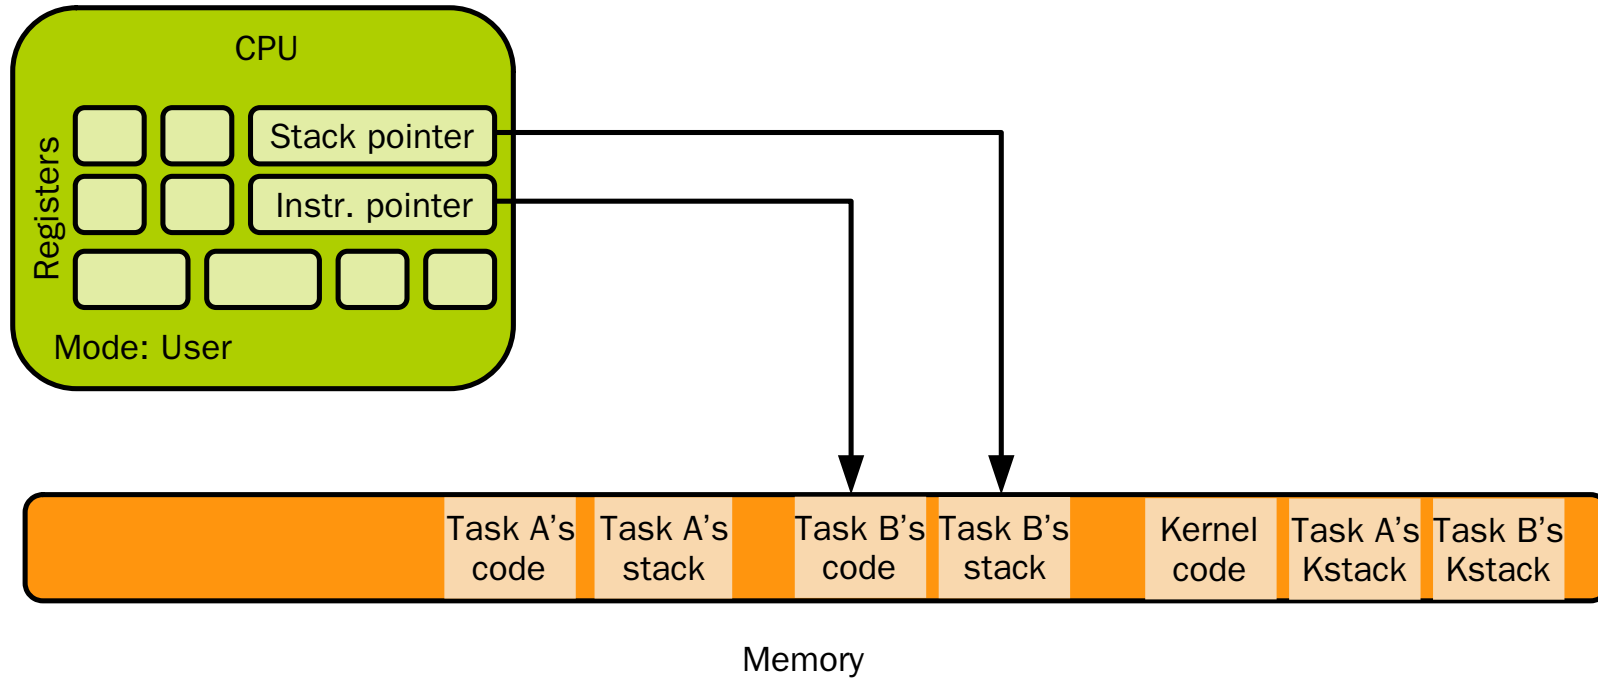 CPU
Registers
Stack pointer
Instr. pointer
Mode: User
Task A’s
code
Task A’s
stack
Task B’s
code
Task B’s
stack
Kernel
code
Task A’s
Kstack
Task B’s
Kstack
Memory